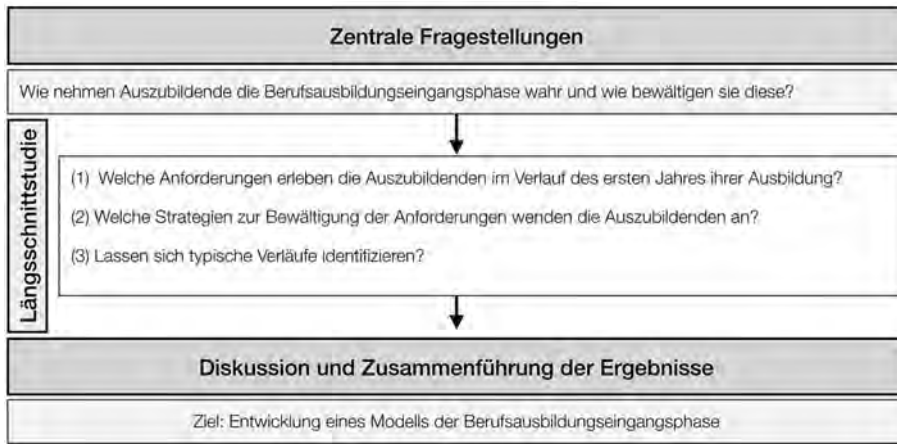 Zentrale Fragestellungen
Wie nehmen Auszubildende die Berufsausbildungseingangsphase wahr und wie bewältigen sie diese?
Längsschnittstudie
(1) Welche Anforderungen erleben die Auszubildenden im Verlauf des ersten Jahres ihrer Ausbildung?
(2) Welche Strategien zur Bewältigung der Anforderungen wenden die Auszubildenden an?
(3) Lassen sich typische Verläufe identifizieren?
Diskussion und Zusammenführung der Ergebnisse
Ziel: Entwicklung eines Modells der Berufsausbildungseingangsphase